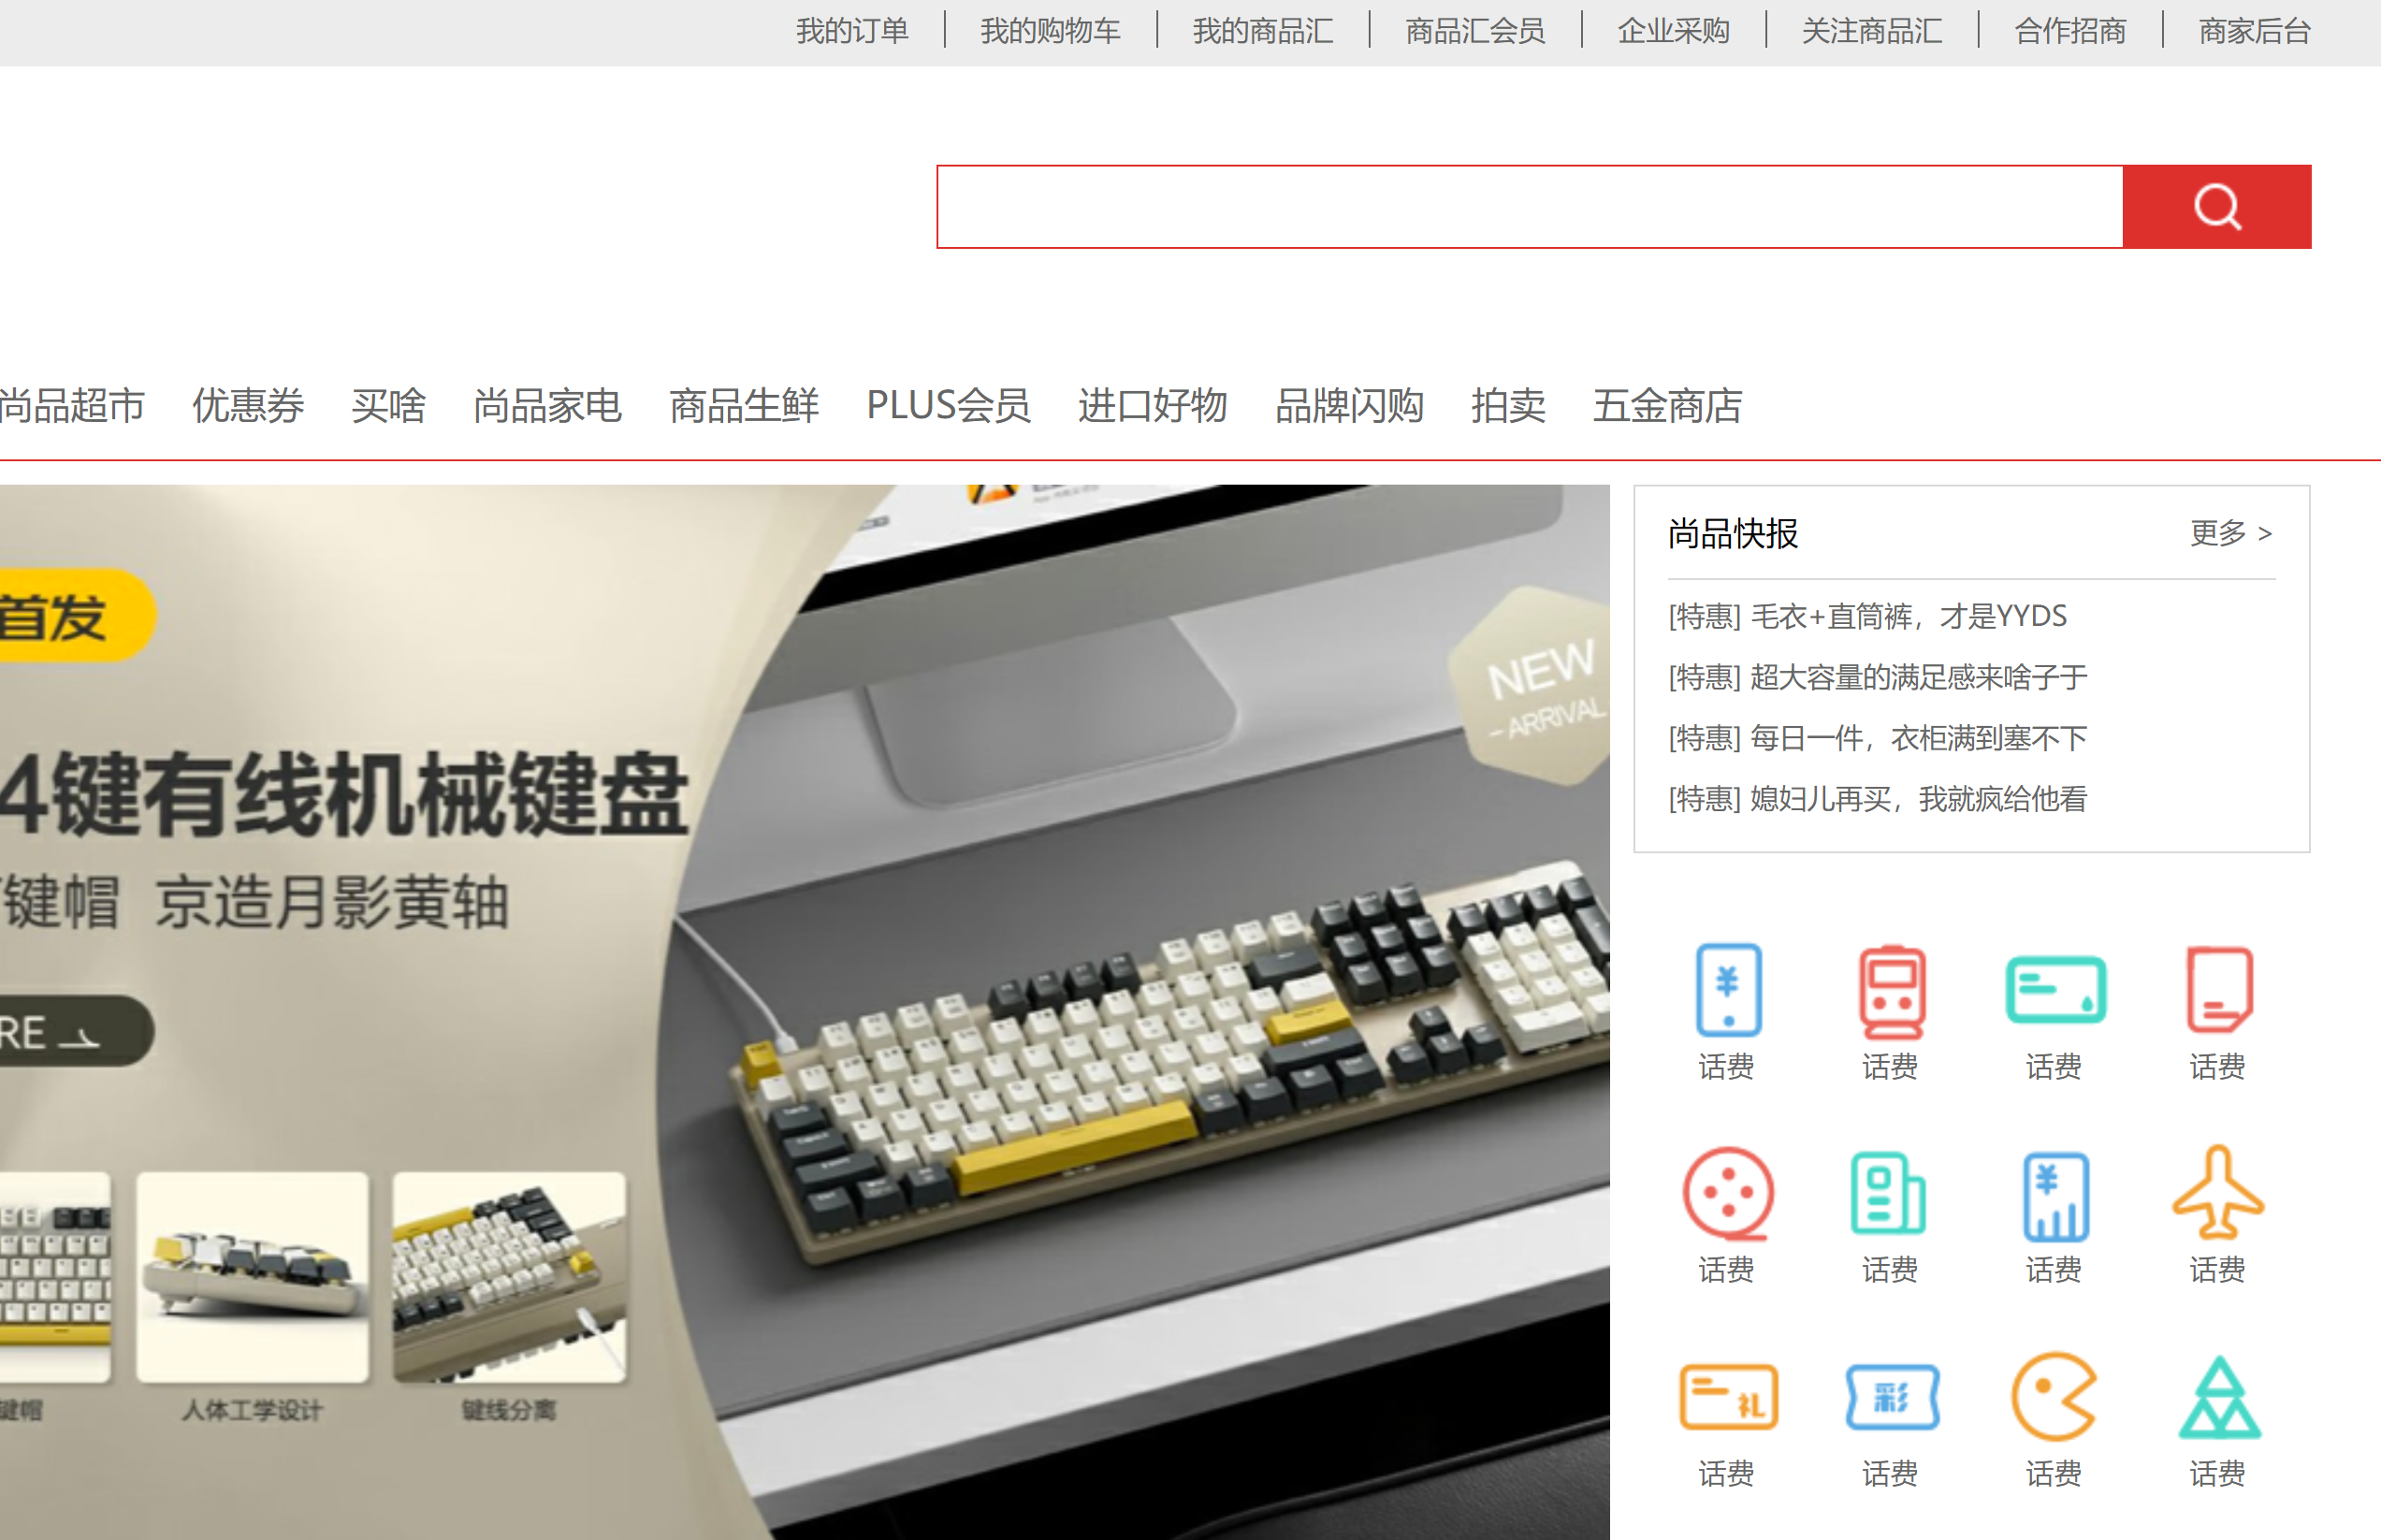 我的订单 我的购物车 我的商品汇 商品汇会员 企业采购 关注商品汇 合作招商 商家后台
尚品超市 优惠券 买啥 尚品家电 商品生鲜 PLUS会员 进口好物 品牌闪购 拍卖 五金商店
首发
4键有线机械键盘
键帽 京造月影黄轴
RE
键帽 人体工学设计 键线分离
NEW
- ARRIVAL
尚品快报 更多 >
[特惠] 毛衣+直筒裤，才是YYDS
[特惠] 超大容量的满足感来啥子于
[特惠] 每日一件，衣柜满到塞不下
[特惠] 媳妇儿再买，我就疯给他看
话费 话费 话费 话费
话费 话费 话费 话费
礼 彩
话费 话费 话费 话费